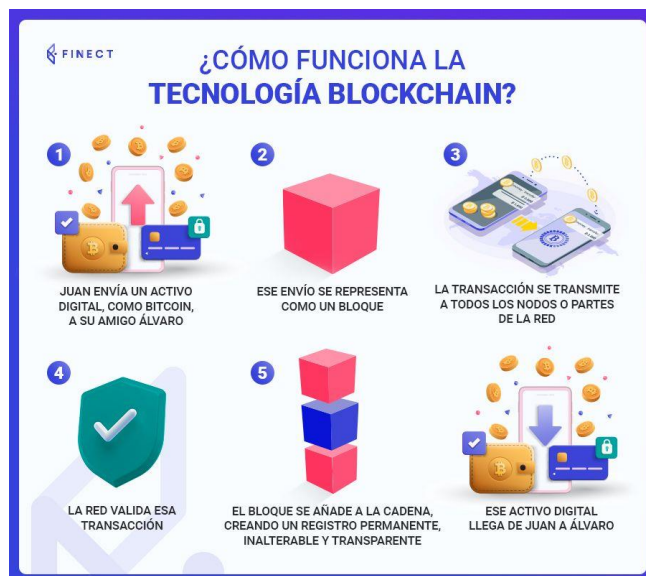 FINECT
¿CÓMO FUNCIONA LA
TECNOLOGÍA BLOCKCHAIN?
1
JUAN ENVÍA UN ACTIVO
DIGITAL, COMO BITCOIN,
A SU AMIGO ÁLVARO
2
ESE ENVÍO SE REPRESENTA
COMO UN BLOQUE
3
LA TRANSACCIÓN SE TRANSMITE
A TODOS LOS NODOS O PARTES
DE LA RED
4
LA RED VALIDA ESA
TRANSACCIÓN
5
EL BLOQUE SE AÑADE A LA CADENA,
CREANDO UN REGISTRO PERMANENTE,
INALTERABLE Y TRANSPARENTE
ESE ACTIVO DIGITAL
LLEGA DE JUAN A ÁLVARO